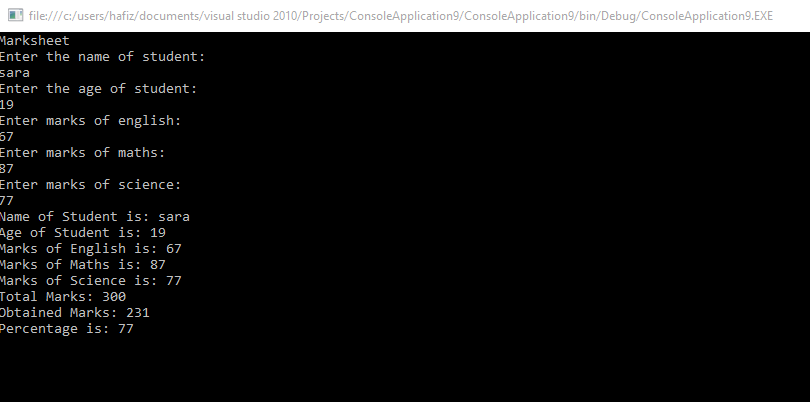 file:///c:/users/hafiz/documents/visual studio 2010/Projects/ConsoleApplication9/ConsoleApplication9/bin/Debug/ConsoleApplication9.EXE
Marksheet
Enter the name of student:
sara
Enter the age of student:
19
Enter marks of english:
67
Enter marks of maths:
87
Enter marks of science:
77
Name of Student is: sara
Age of Student is: 19
Marks of English is: 67
Marks of Maths is: 87
Marks of Science is: 77
Total Marks: 300
Obtained Marks: 231
Percentage is: 77